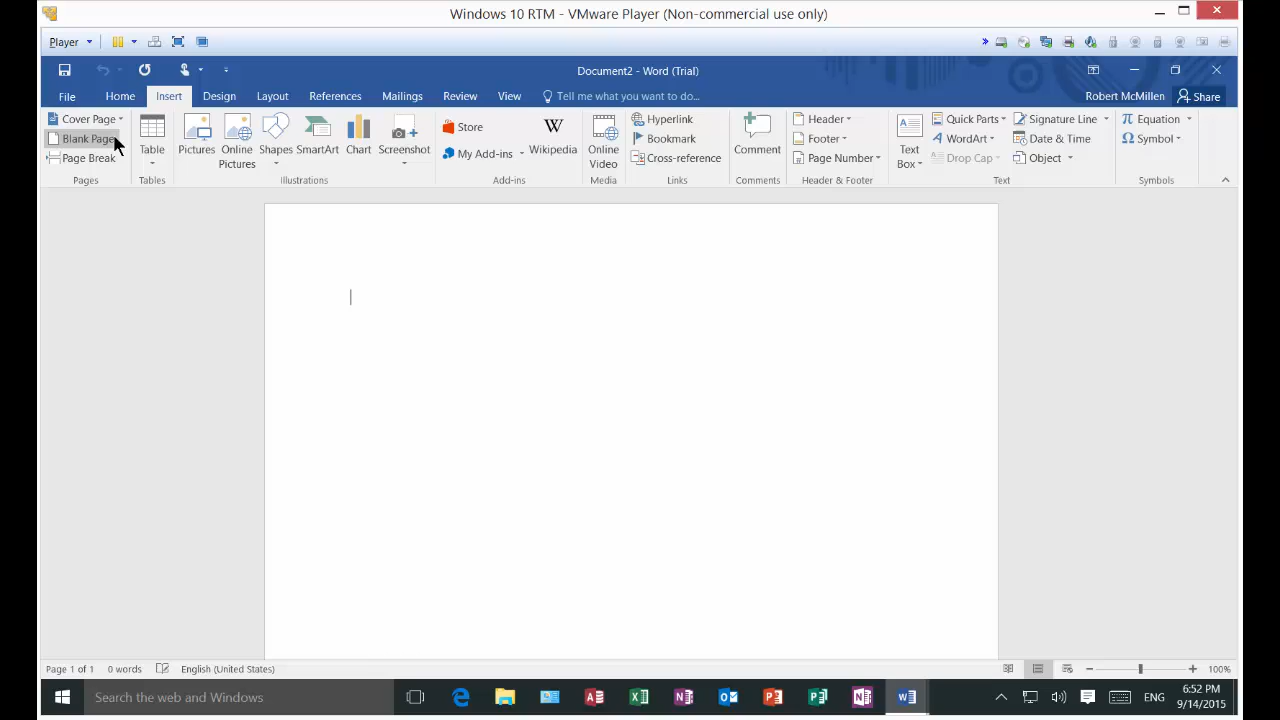 Windows 10 RTM - VMware Player (Non-commercial use only)
Player
Document2 - Word (Trial)
File Home Insert Design Layout References Mailings Review View Tell me what you want to do... Robert McMillen Share
Cover Page
Blank Page
Page Break
Pages
Table
Tables
Pictures
Online Pictures
Shapes
SmartArt
Chart
Screenshot
Illustrations
Store
My Add-ins
W
Wikipedia
Add-ins
Online Video
Media
Hyperlink
Bookmark
Cross-reference
Links
Comment
Comments
Header
Footer
Page Number
Header & Footer
Text Box
Quick Parts
WordArt
Drop Cap
Signature Line
Date & Time
Object
Text
π Equation
Ω Symbol
Symbols
Page 1 of 1 0 words English (United States) 100%
Search the web and Windows
ENG
6:52 PM
9/14/2015